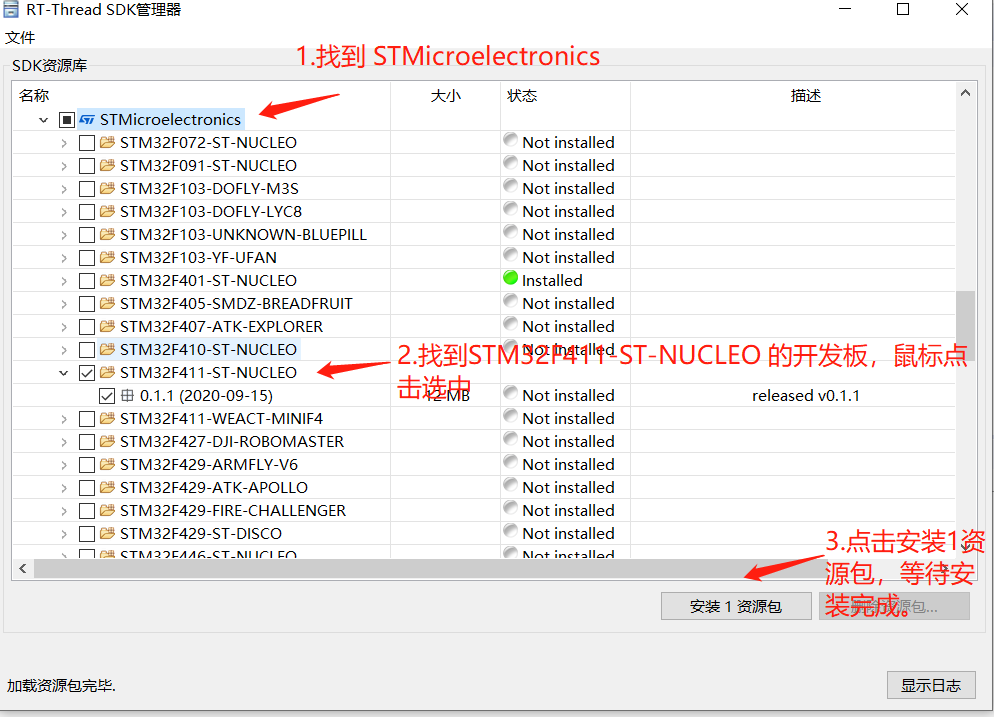 RT-Thread SDK管理器
文件
1.找到 STMicroelectronics
SDK资源库
名称 大小 状态 描述
STMicroelectronics
STM32F072-ST-NUCLEO Not installed
STM32F091-ST-NUCLEO Not installed
STM32F103-DOFLY-M3S Not installed
STM32F103-DOFLY-LYC8 Not installed
STM32F103-UNKNOWN-BLUEPILL Not installed
STM32F103-YF-UFAN Not installed
STM32F401-ST-NUCLEO Installed
STM32F405-SMDZ-BREADFRUIT Not installed
STM32F407-ATK-EXPLORER Not installed
STM32F410-ST-NUCLEO Not installed
2.找到STM32F411-ST-NUCLEO 的开发板，鼠标点
击选中
STM32F411-ST-NUCLEO
0.1.1 (2020-09-15) 12 MB Not installed released v0.1.1
STM32F411-WEACT-MINIF4 Not installed
STM32F427-DJI-ROBOMASTER Not installed
STM32F429-ARMFLY-V6 Not installed
STM32F429-ATK-APOLLO Not installed
STM32F429-FIRE-CHALLENGER Not installed
STM32F429-ST-DISCO Not installed
STM32F446-ST-NUCLEO Not installed
3.点击安装1资
源包，等待安
装完成。
安装 1 资源包 删除资源包...
加载资源包完毕. 显示日志